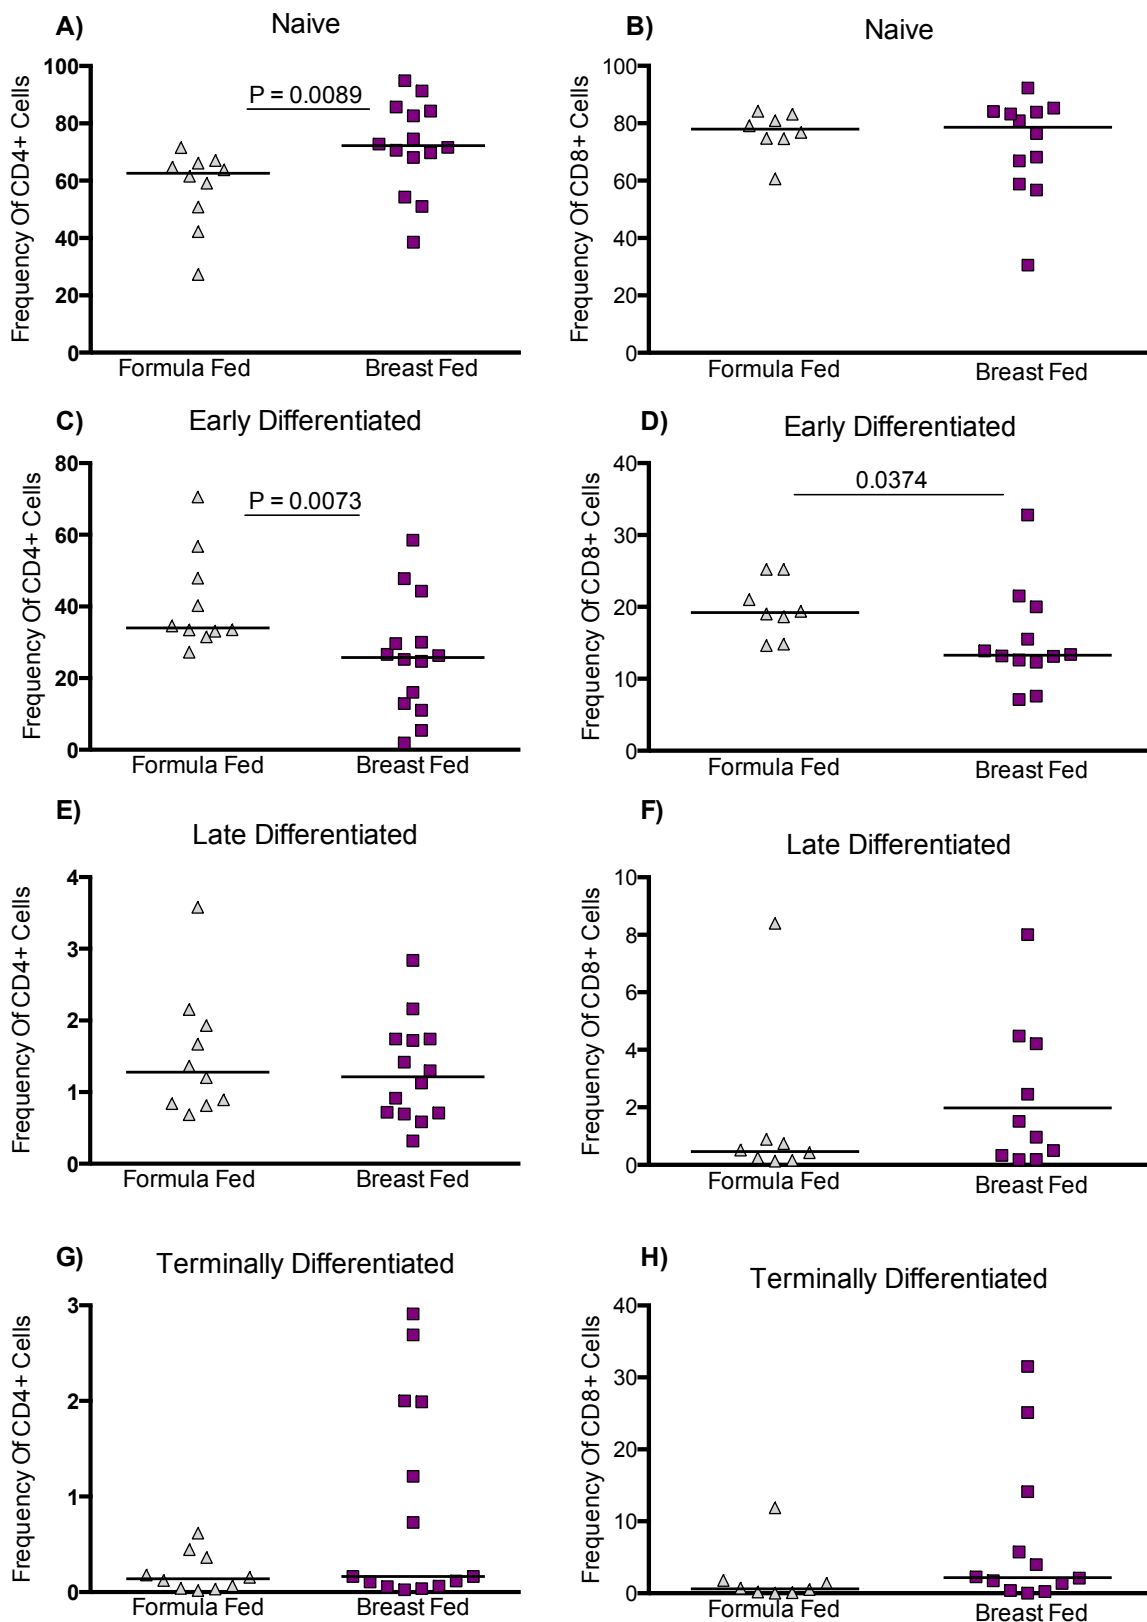 A)
Naive
Frequency Of CD4+ Cells
100
80
60
40
20
0
P = 0.0089
Formula Fed
Breast Fed
B)
Naive
Frequency Of CD8+ Cells
100
80
60
40
20
0
Formula Fed
Breast Fed
C)
Early Differentiated
Frequency Of CD4+ Cells
80
60
40
20
0
P = 0.0073
Formula Fed
Breast Fed
D)
Early Differentiated
Frequency Of CD8+ Cells
40
30
20
10
0
0.0374
Formula Fed
Breast Fed
E)
Late Differentiated
Frequency Of CD4+ Cells
4
3
2
1
0
Formula Fed
Breast Fed
F)
Late Differentiated
Frequency Of CD8+ Cells
10
8
6
4
2
0
Formula Fed
Breast Fed
G)
Terminally Differentiated
Frequency Of CD4+ Cells
3
2
1
0
Formula Fed
Breast Fed
H)
Terminally Differentiated
Frequency Of CD8+ Cells
40
30
20
10
0
Formula Fed
Breast Fed